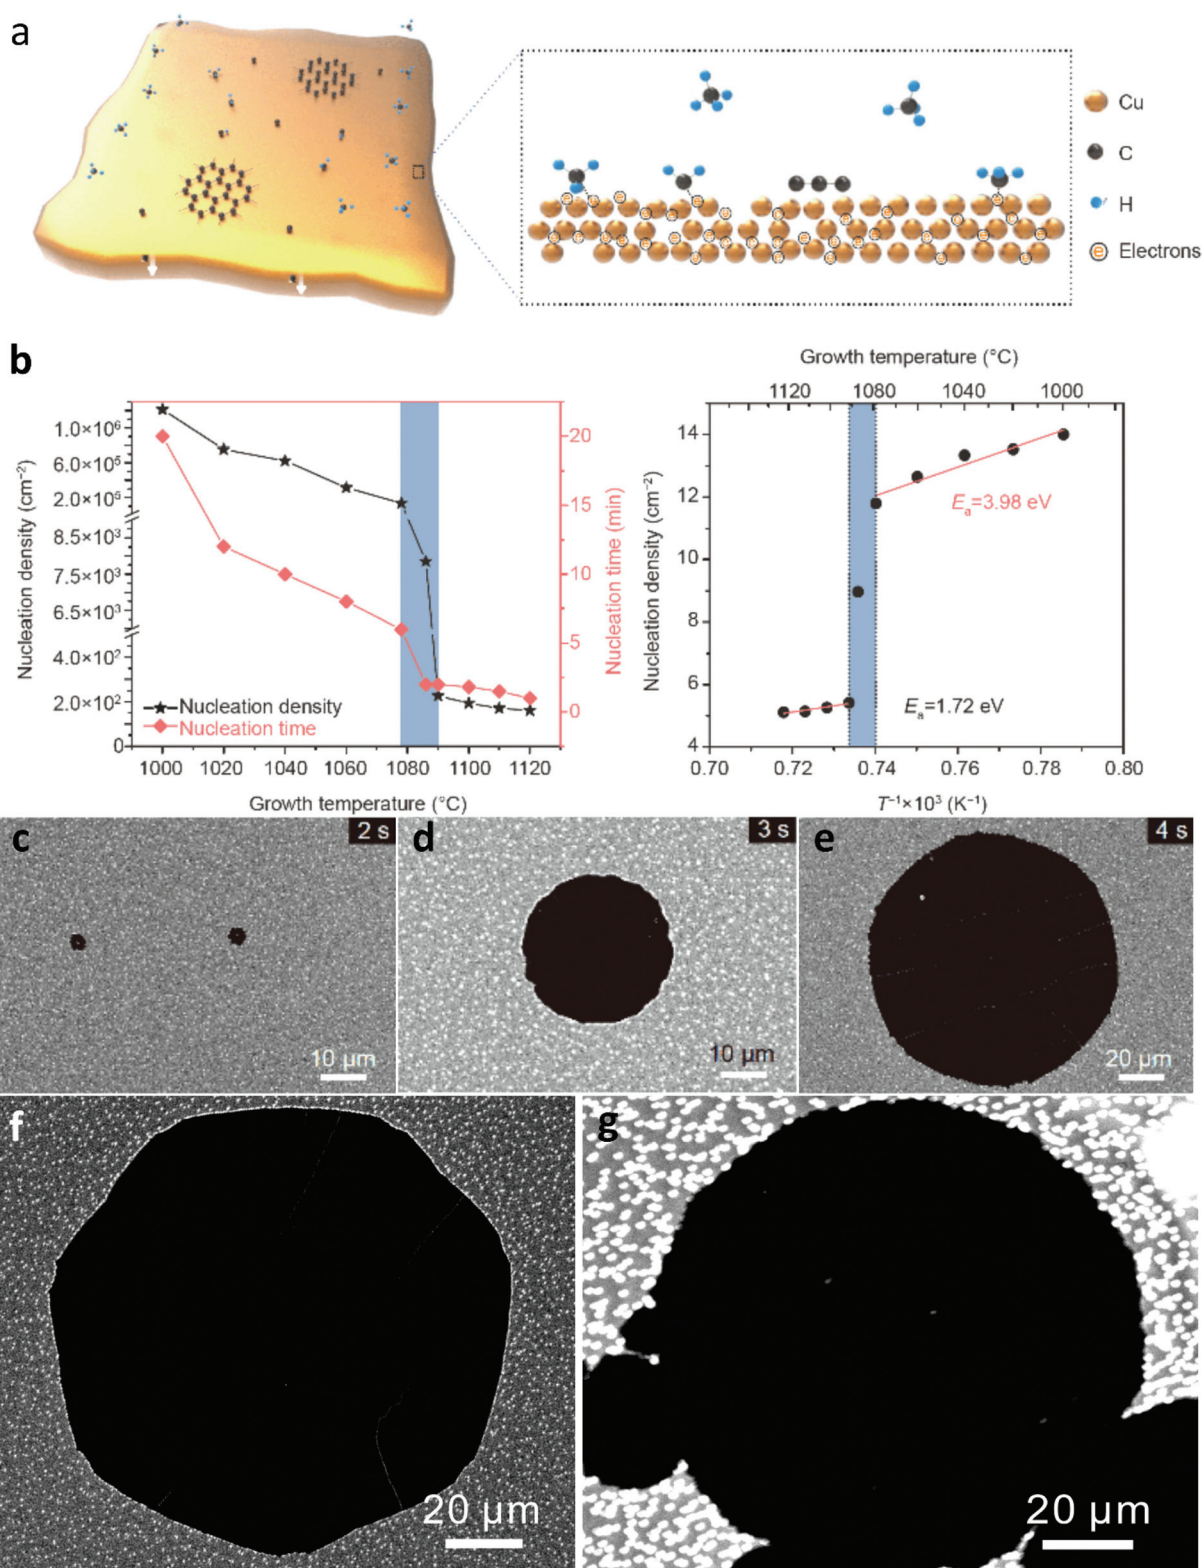 a
Cu
C
H
e Electrons
b
Nucleation density (cm⁻²)
1.0×10⁶
6.0×10⁵
2.0×10⁵
8.5×10³
7.5×10³
6.5×10³
4.0×10²
2.0×10²
0
Nucleation density
Nucleation time
1000 1020 1040 1060 1080 1100 1120
Growth temperature (°C)
20
15
10
5
0
Nucleation time (min)
Growth temperature (°C)
1120 1080 1040 1000
Nucleation density (cm⁻²)
14
12
10
8
6
4
Eₐ=3.98 eV
Eₐ=1.72 eV
0.70 0.72 0.74 0.76 0.78 0.80
T⁻¹×10³ (K⁻¹)
c 2 s
10 µm
d 3 s
10 µm
e 4 s
20 µm
f
20 µm
g
20 µm